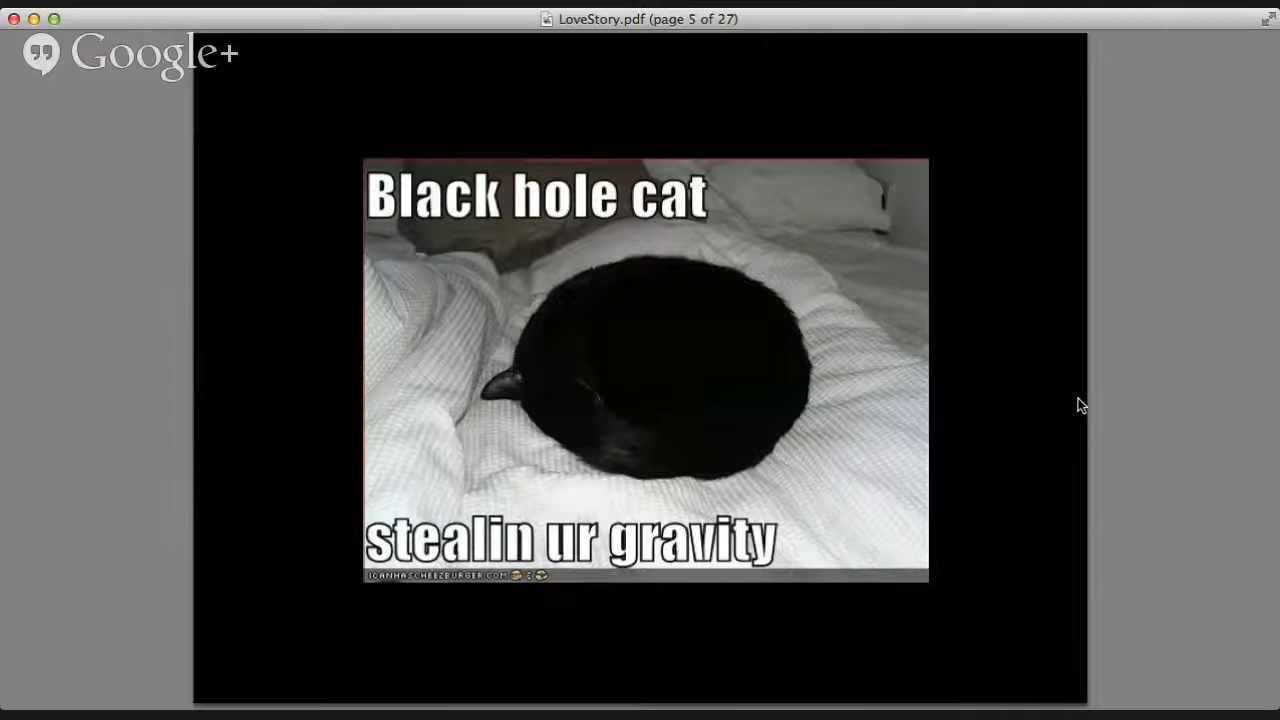 LoveStory.pdf (page 5 of 27)
Google+
Black hole cat
stealin ur gravity
ICANHASCHEEZBURGER.COM